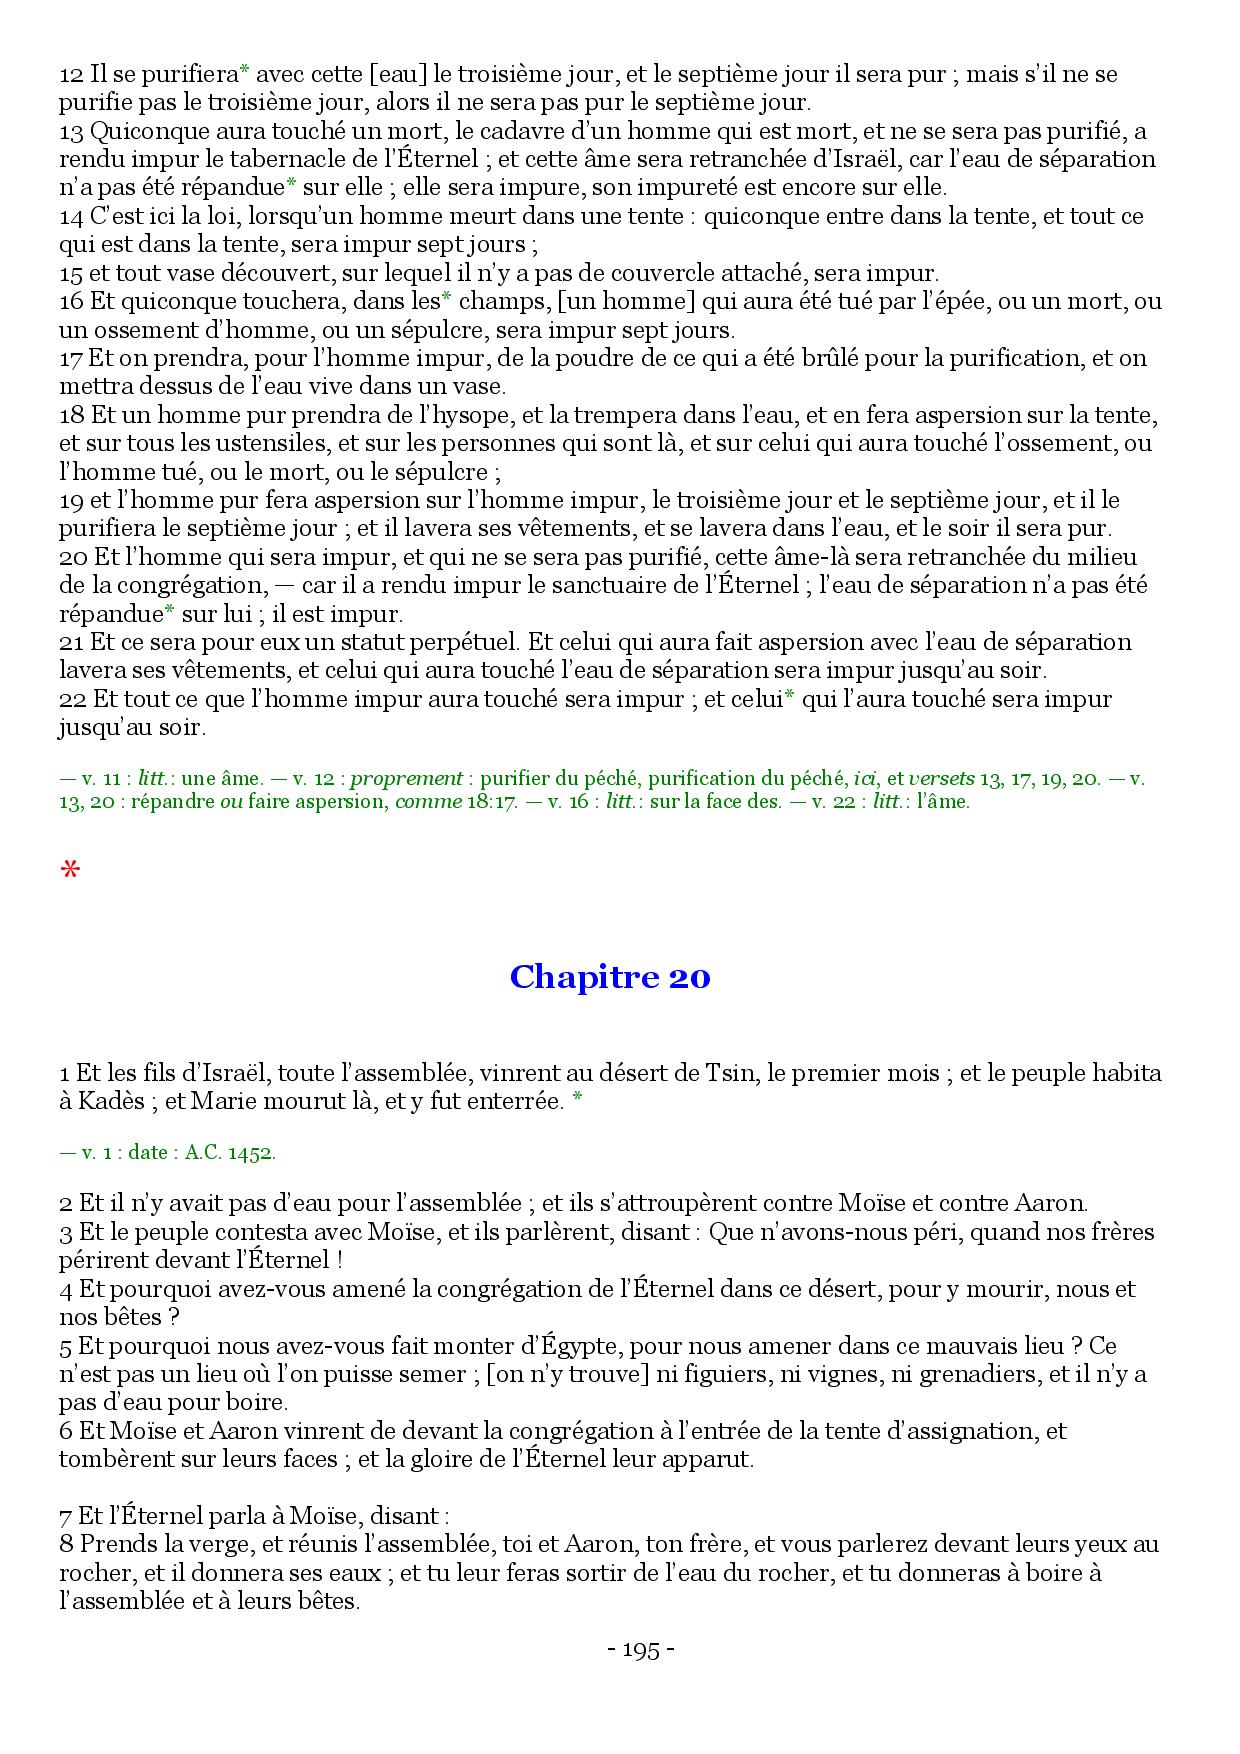 12 Il se purifiera* avec cette [eau] le troisième jour, et le septième jour il sera pur ; mais s’il ne se
purifie pas le troisième jour, alors il ne sera pas pur le septième jour.
13 Quiconque aura touché un mort, le cadavre d’un homme qui est mort, et ne se sera pas purifié, a
rendu impur le tabernacle de l’Éternel ; et cette âme sera retranchée d’Israël, car l’eau de séparation
n’a pas été répandue* sur elle ; elle sera impure, son impureté est encore sur elle.
14 C’est ici la loi, lorsqu’un homme meurt dans une tente : quiconque entre dans la tente, et tout ce
qui est dans la tente, sera impur sept jours ;
15 et tout vase découvert, sur lequel il n’y a pas de couvercle attaché, sera impur.
16 Et quiconque touchera, dans les* champs, [un homme] qui aura été tué par l’épée, ou un mort, ou
un ossement d’homme, ou un sépulcre, sera impur sept jours.
17 Et on prendra, pour l’homme impur, de la poudre de ce qui a été brûlé pour la purification, et on
mettra dessus de l’eau vive dans un vase.
18 Et un homme pur prendra de l’hysope, et la trempera dans l’eau, et en fera aspersion sur la tente,
et sur tous les ustensiles, et sur les personnes qui sont là, et sur celui qui aura touché l’ossement, ou
l’homme tué, ou le mort, ou le sépulcre ;
19 et l’homme pur fera aspersion sur l’homme impur, le troisième jour et le septième jour, et il le
purifiera le septième jour ; et il lavera ses vêtements, et se lavera dans l’eau, et le soir il sera pur.
20 Et l’homme qui sera impur, et qui ne se sera pas purifié, cette âme-là sera retranchée du milieu
de la congrégation, — car il a rendu impur le sanctuaire de l’Éternel ; l’eau de séparation n’a pas été
répandue* sur lui ; il est impur.
21 Et ce sera pour eux un statut perpétuel. Et celui qui aura fait aspersion avec l’eau de séparation
lavera ses vêtements, et celui qui aura touché l’eau de séparation sera impur jusqu’au soir.
22 Et tout ce que l’homme impur aura touché sera impur ; et celui* qui l’aura touché sera impur
jusqu’au soir.
— v. 11 : litt.: une âme. — v. 12 : proprement : purifier du péché, purification du péché, ici, et versets 13, 17, 19, 20. — v.
13, 20 : répandre ou faire aspersion, comme 18:17. — v. 16 : litt.: sur la face des. — v. 22 : litt.: l’âme.
*
Chapitre 20
1 Et les fils d’Israël, toute l’assemblée, vinrent au désert de Tsin, le premier mois ; et le peuple habita
à Kadès ; et Marie mourut là, et y fut enterrée. *
— v. 1 : date : A.C. 1452.
2 Et il n’y avait pas d’eau pour l’assemblée ; et ils s’attroupèrent contre Moïse et contre Aaron.
3 Et le peuple contesta avec Moïse, et ils parlèrent, disant : Que n’avons-nous péri, quand nos frères
périrent devant l’Éternel !
4 Et pourquoi avez-vous amené la congrégation de l’Éternel dans ce désert, pour y mourir, nous et
nos bêtes ?
5 Et pourquoi nous avez-vous fait monter d’Égypte, pour nous amener dans ce mauvais lieu ? Ce
n’est pas un lieu où l’on puisse semer ; [on n’y trouve] ni figuiers, ni vignes, ni grenadiers, et il n’y a
pas d’eau pour boire.
6 Et Moïse et Aaron vinrent de devant la congrégation à l’entrée de la tente d’assignation, et
tombèrent sur leurs faces ; et la gloire de l’Éternel leur apparut.
7 Et l’Éternel parla à Moïse, disant :
8 Prends la verge, et réunis l’assemblée, toi et Aaron, ton frère, et vous parlerez devant leurs yeux au
rocher, et il donnera ses eaux ; et tu leur feras sortir de l’eau du rocher, et tu donneras à boire à
l’assemblée et à leurs bêtes.
- 195 -